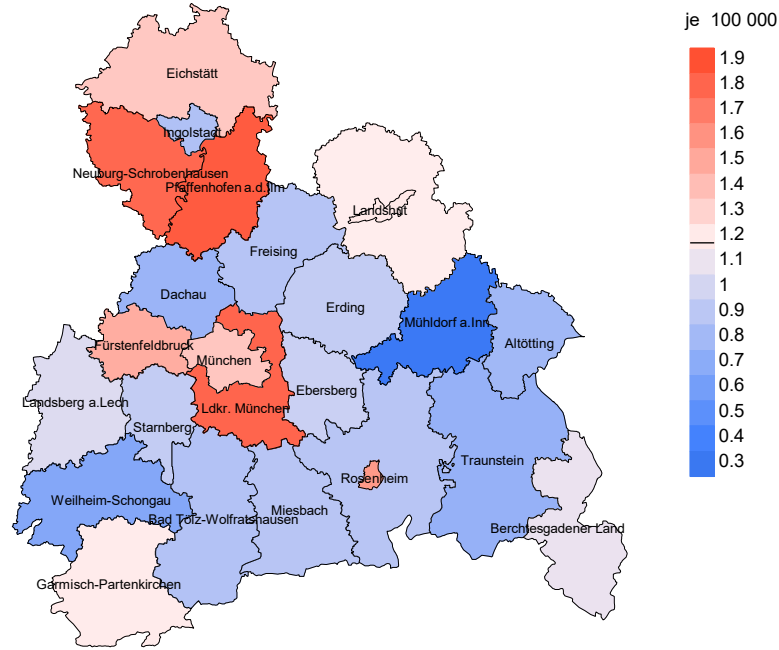 je 100 000
1.9
1.8
1.7
1.6
1.5
1.4
1.3
1.2
1.1
1
0.9
0.8
0.7
0.6
0.5
0.4
0.3
Eichstätt
Ingolstadt
Neuburg-Schrobenhausen
Pfaffenhofen a.d.Ilm
Landshut
Freising
Dachau
Erding
Mühldorf a.Inn
Altötting
Fürstenfeldbruck
München
Ebersberg
Landsberg a.Lech
Ldkr. München
Starnberg
Traunstein
Rosenheim
Weilheim-Schongau
Miesbach
Bad Tölz-Wolfratshausen
Berchtesgadener Land
Garmisch-Partenkirchen